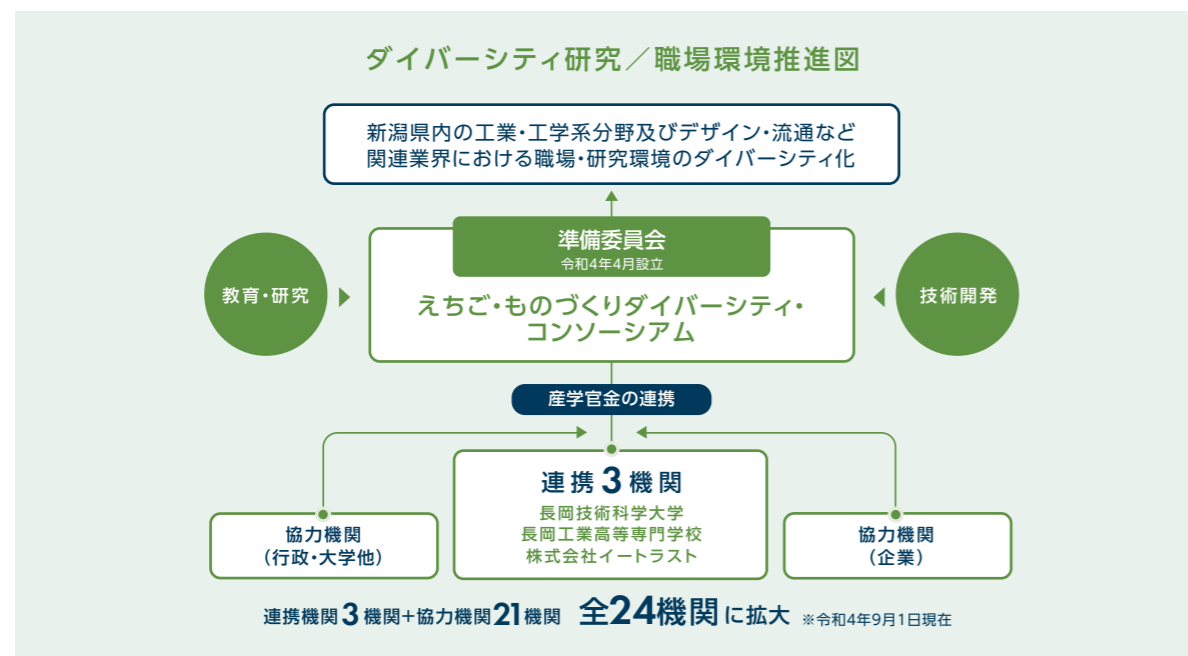 ダイバーシティ研究／職場環境推進図
新潟県内の工業・工学系分野及びデザイン・流通など
関連業界における職場・研究環境のダイバーシティ化
準備委員会
令和4年4月設立
教育・研究
えちご・ものづくりダイバーシティ・
コンソーシアム
技術開発
産学官金の連携
連携3機関
長岡技術科学大学
長岡工業高等専門学校
株式会社イートラスト
協力機関
（行政・大学他）
協力機関
（企業）
連携機関3機関＋協力機関21機関 全24機関に拡大 ※令和4年9月1日現在